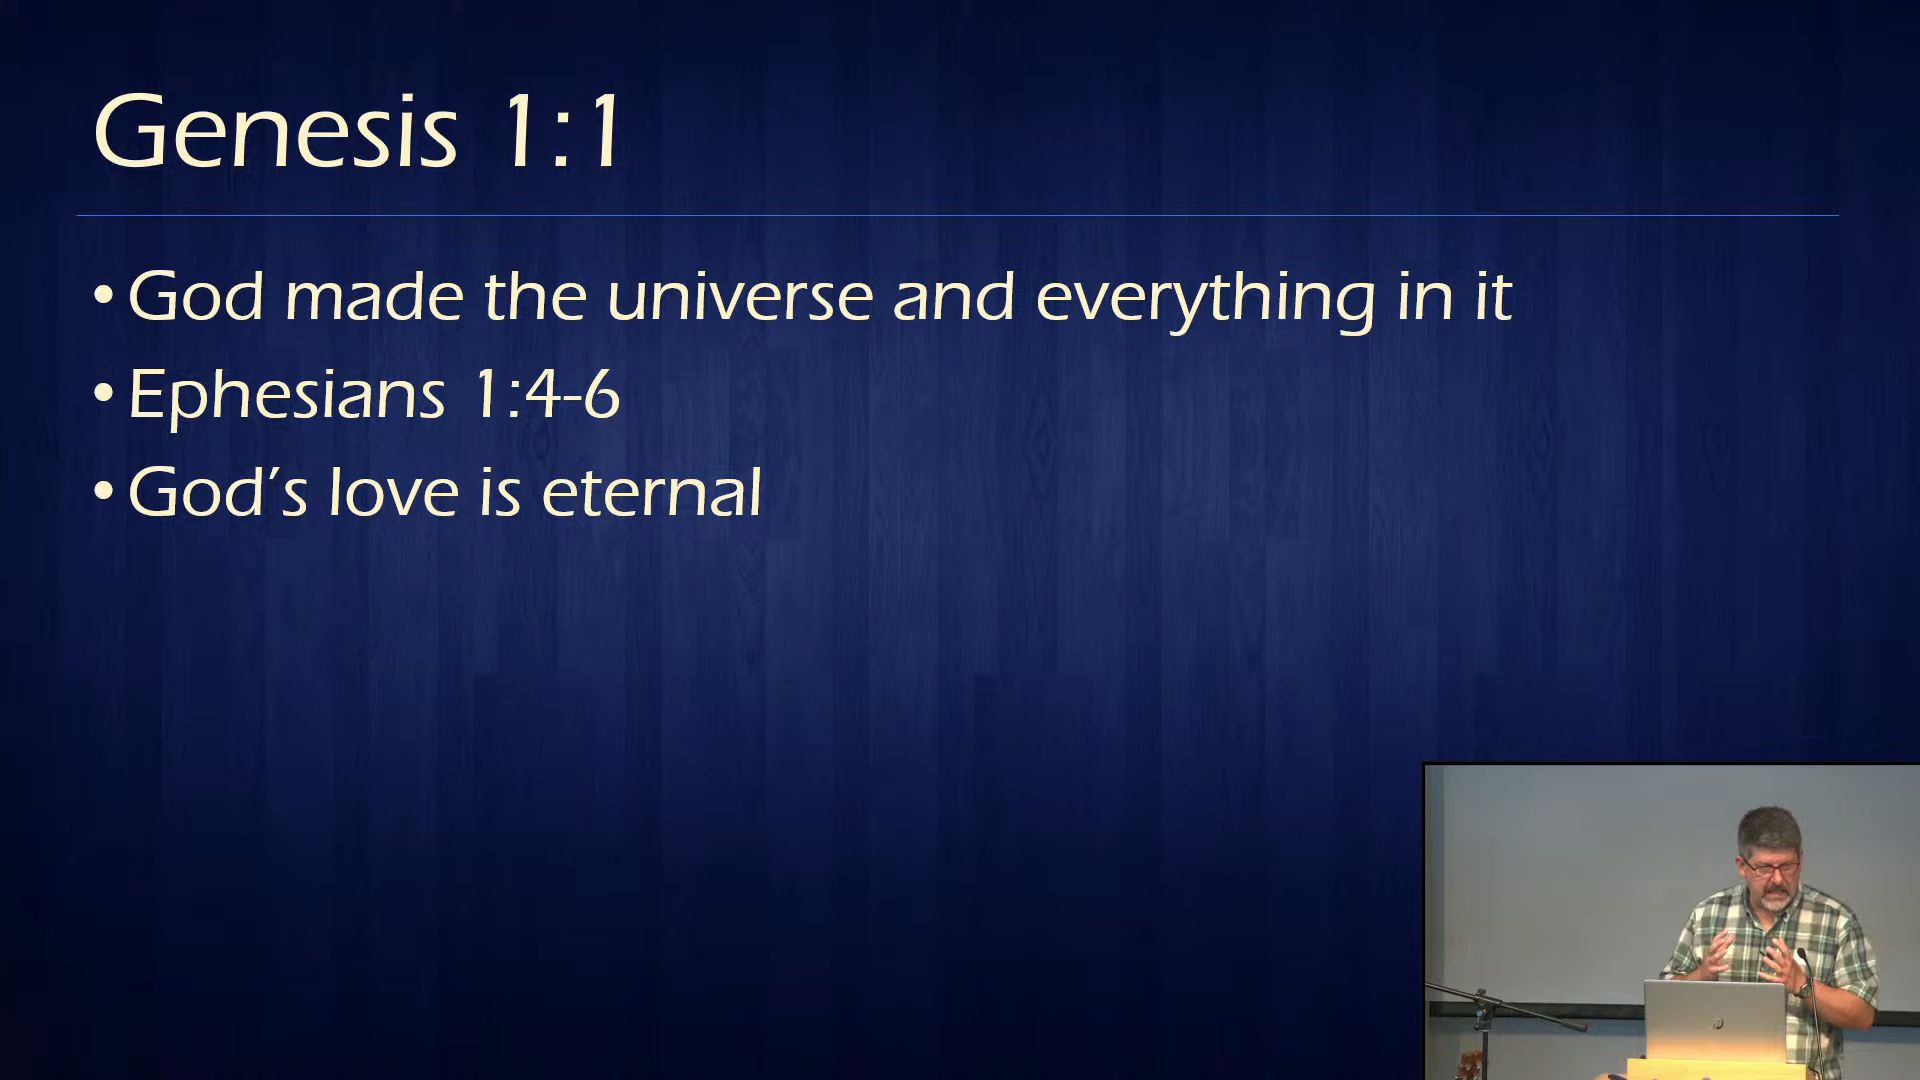 Genesis 1:1
• God made the universe and everything in it
• Ephesians 1:4-6
• God’s love is eternal